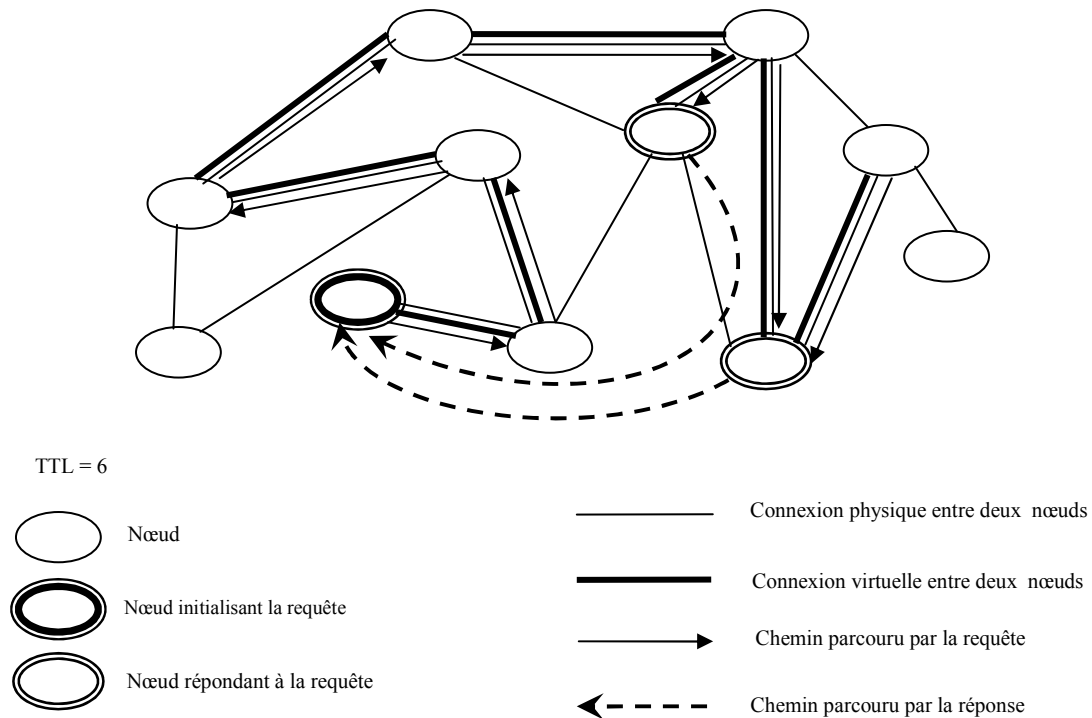 TTL = 6
Nœud
Nœud initialisant la requête
Nœud répondant à la requête
Connexion physique entre deux nœuds
Connexion virtuelle entre deux nœuds
Chemin parcouru par la requête
Chemin parcouru par la réponse